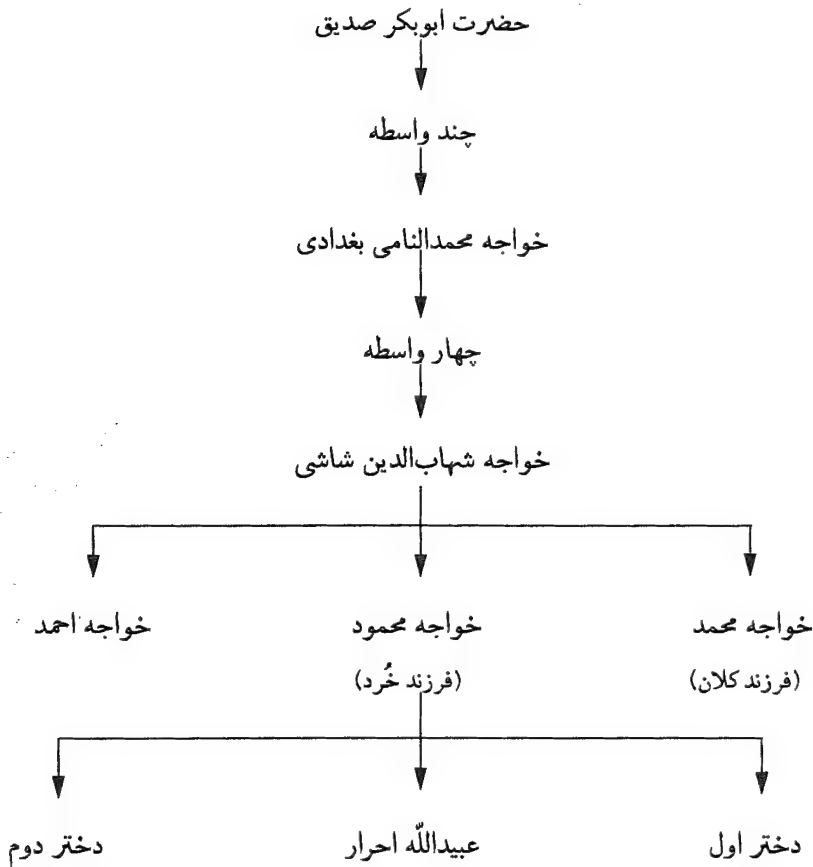 حضرت ابوبکر صدیق
چند واسطه
خواجه محمدالنامی بغدادی
چهار واسطه
خواجه شهاب‌الدین شاشی
خواجه محمد خواجه محمود خواجه احمد
(فرزند کلان) (فرزند خُرد)
دختر اول عبیداللّه احرار دختر دوم